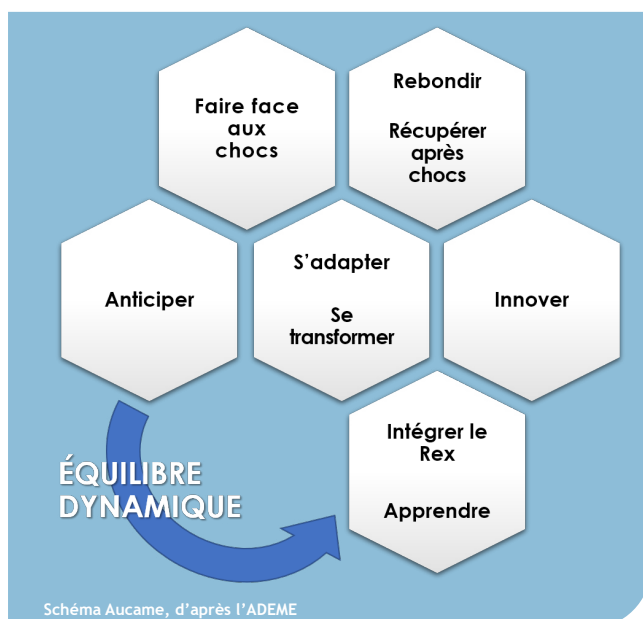 Faire face
aux
chocs
Rebondir
Récupérer
après
chocs
Anticiper
S'adapter
Se
transformer
Innover
Intégrer le
Rex
Apprendre
ÉQUILIBRE
DYNAMIQUE
Schéma Aucame, d'après l'ADEME